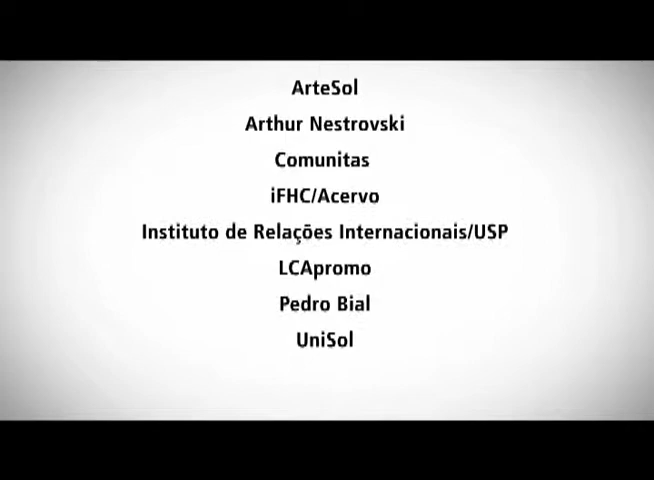 ArteSol
Arthur Nestrovski
Comunitas
iFHC/Acervo
Instituto de Relações Internacionais/USP
LCApromo
Pedro Bial
UniSol